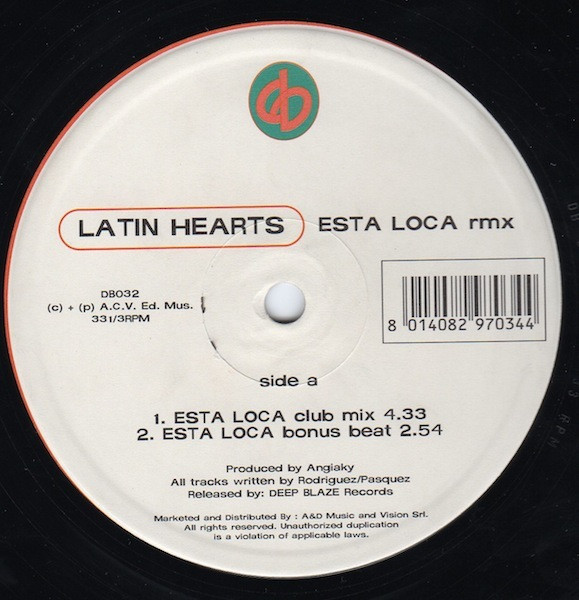 db
LATIN HEARTS ESTA LOCA rmx
DB032
(c) + (p) A.C.V. Ed. Mus.
331/3RPM
8 014082 970344
side a
1. ESTA LOCA club mix 4.33
2. ESTA LOCA bonus beat 2.54
Produced by Angiaky
All tracks written by Rodriguez/Pasquez
Released by: DEEP BLAZE Records
Marketed and Distributed By : A&D Music and Vision Srl.
All rights reserved. Unauthorized duplication
is a violation of applicable laws.